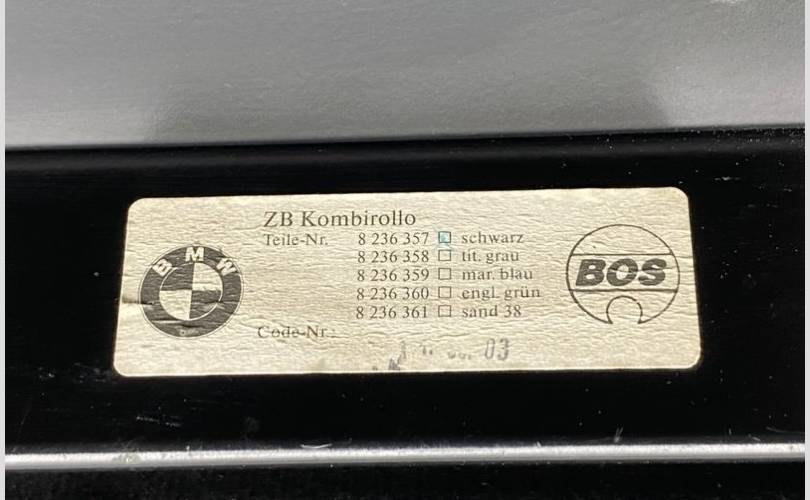 ZB Kombirollo
Teile-Nr. 8 236 357 ☒ schwarz
8 236 358 ☐ tit. grau
8 236 359 ☐ mar. blau
8 236 360 ☐ engl. grün
8 236 361 ☐ sand 38
Code-Nr.:
03
BMW
BOS